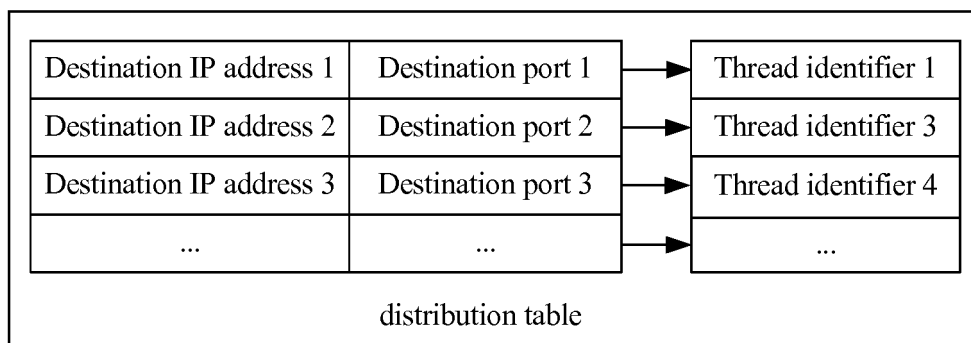 Destination IP address 1 Destination port 1 Thread identifier 1
Destination IP address 2 Destination port 2 Thread identifier 3
Destination IP address 3 Destination port 3 Thread identifier 4
... ... ...
distribution table